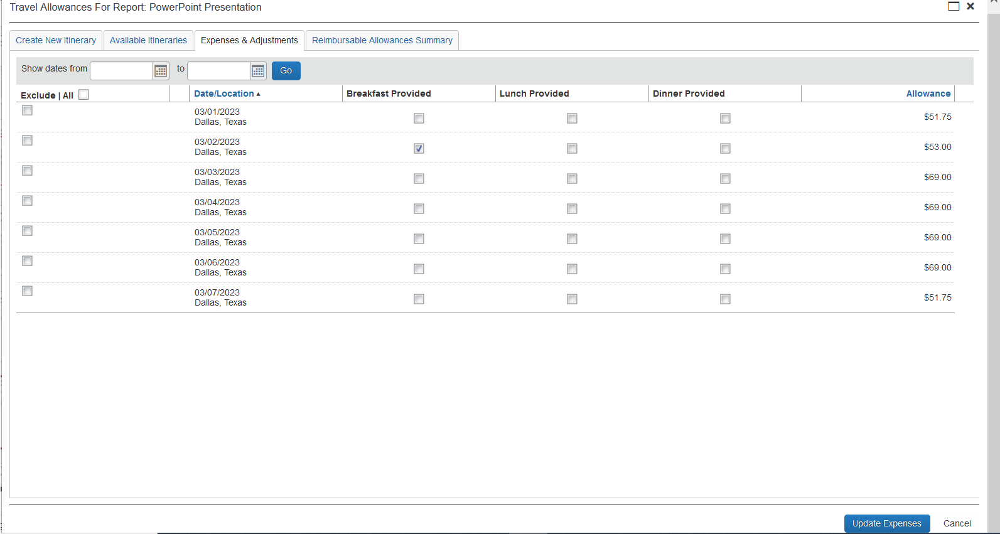 Travel Allowances For Report: PowerPoint Presentation
Create New Itinerary Available Itineraries Expenses & Adjustments Reimbursable Allowances Summary
Show dates from to Go
Exclude | All Date/Location ▲ Breakfast Provided Lunch Provided Dinner Provided Allowance
03/01/2023
Dallas, Texas
$51.75
03/02/2023
Dallas, Texas
$53.00
03/03/2023
Dallas, Texas
$69.00
03/04/2023
Dallas, Texas
$69.00
03/05/2023
Dallas, Texas
$69.00
03/06/2023
Dallas, Texas
$69.00
03/07/2023
Dallas, Texas
$51.75
Update Expenses Cancel